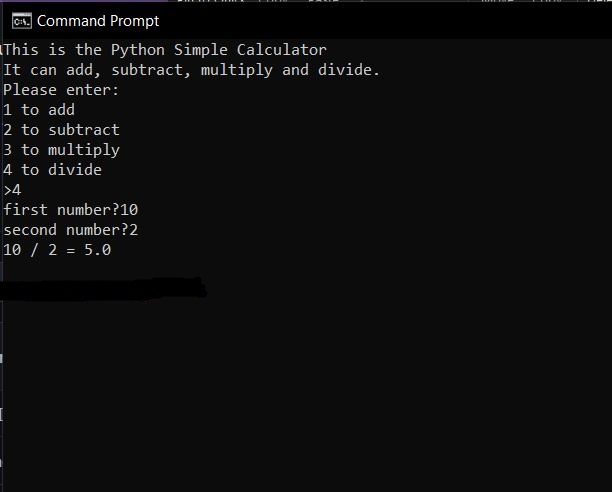 Command Prompt
This is the Python Simple Calculator
It can add, subtract, multiply and divide.
Please enter:
1 to add
2 to subtract
3 to multiply
4 to divide
>4
first number?10
second number?2
10 / 2 = 5.0